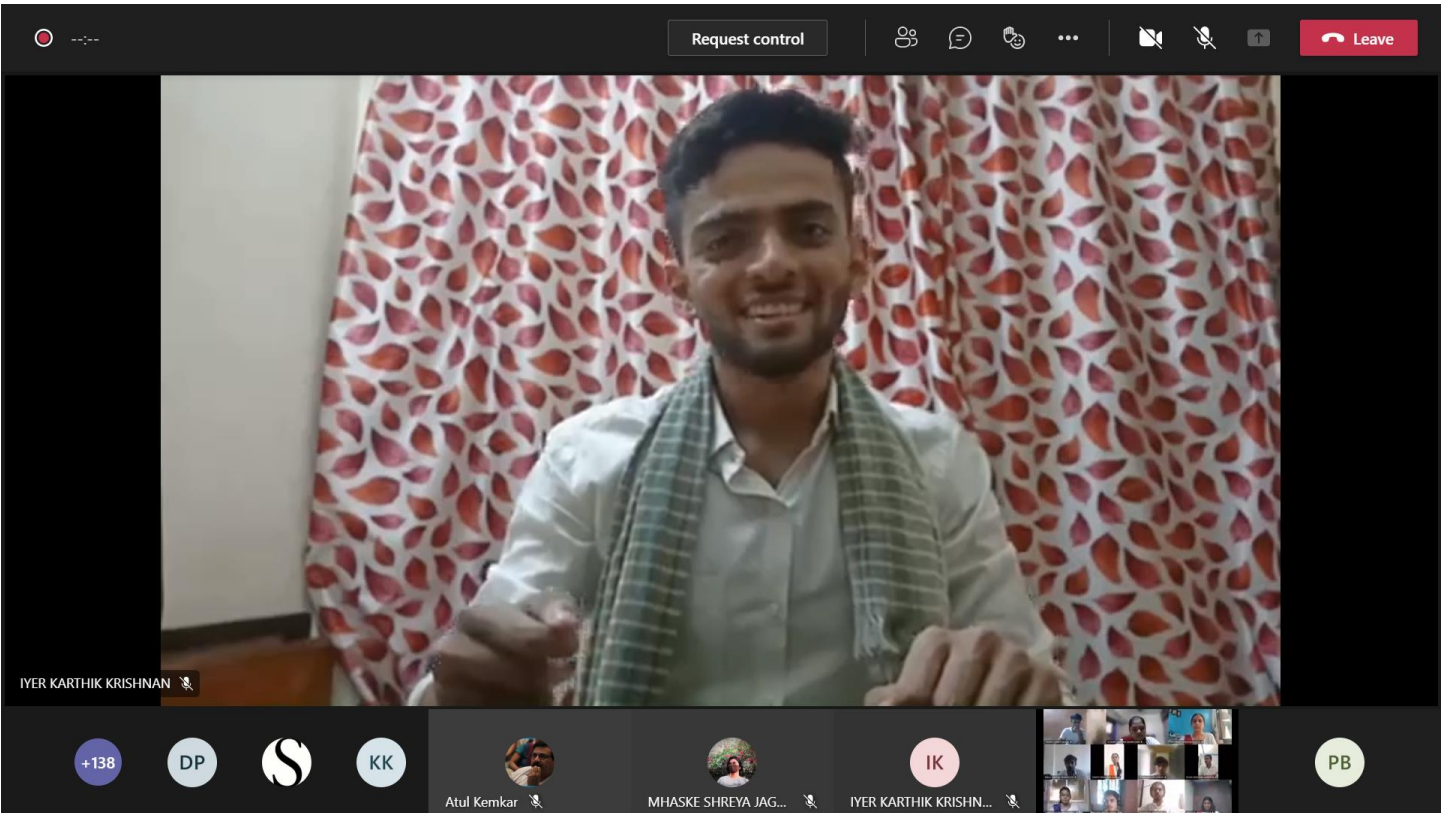 --:--
Request control
Leave
IYER KARTHIK KRISHNAN
+138
DP
S
KK
Atul Kemkar
MHASKE SHREYA JAG...
IK
IYER KARTHIK KRISHN...
PB